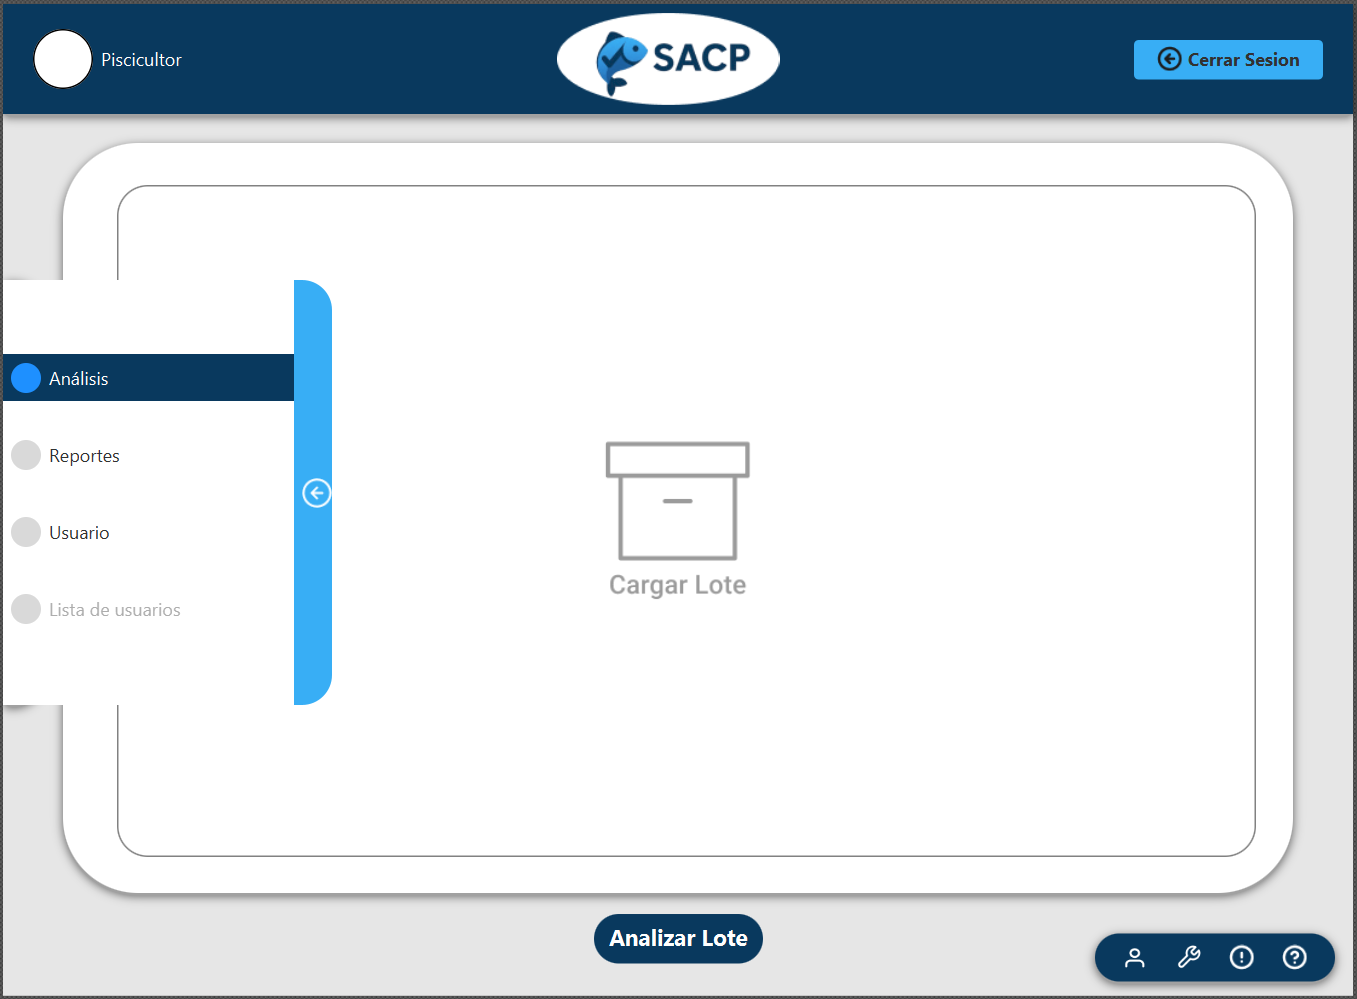 Piscicultor
SACP
Cerrar Sesion
Análisis
Reportes
Usuario
Lista de usuarios
Cargar Lote
Analizar Lote